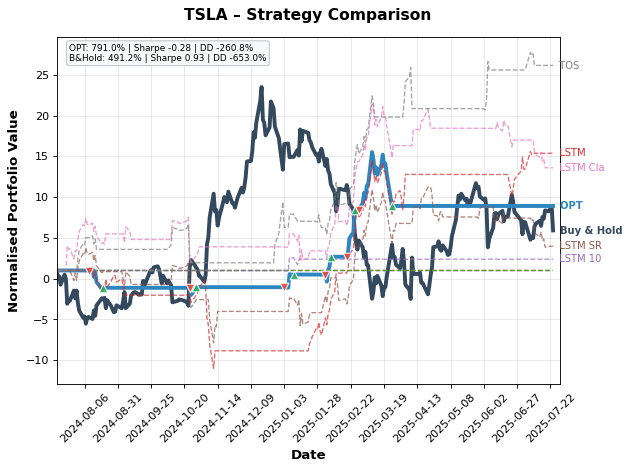 TSLA – Strategy Comparison
OPT: 791.0% | Sharpe -0.28 | DD -260.8%
B&Hold: 491.2% | Sharpe 0.93 | DD -653.0%
Normalised Portfolio Value
25
20
15
10
5
0
−5
−10
TOS
LSTM
LSTM Cla
OPT
Buy & Hold
LSTM SR
LSTM 10
2024-08-06
2024-08-31
2024-09-25
2024-10-20
2024-11-14
2024-12-09
2025-01-03
2025-01-28
2025-02-22
2025-03-19
2025-04-13
2025-05-08
2025-06-02
2025-06-27
2025-07-22
Date